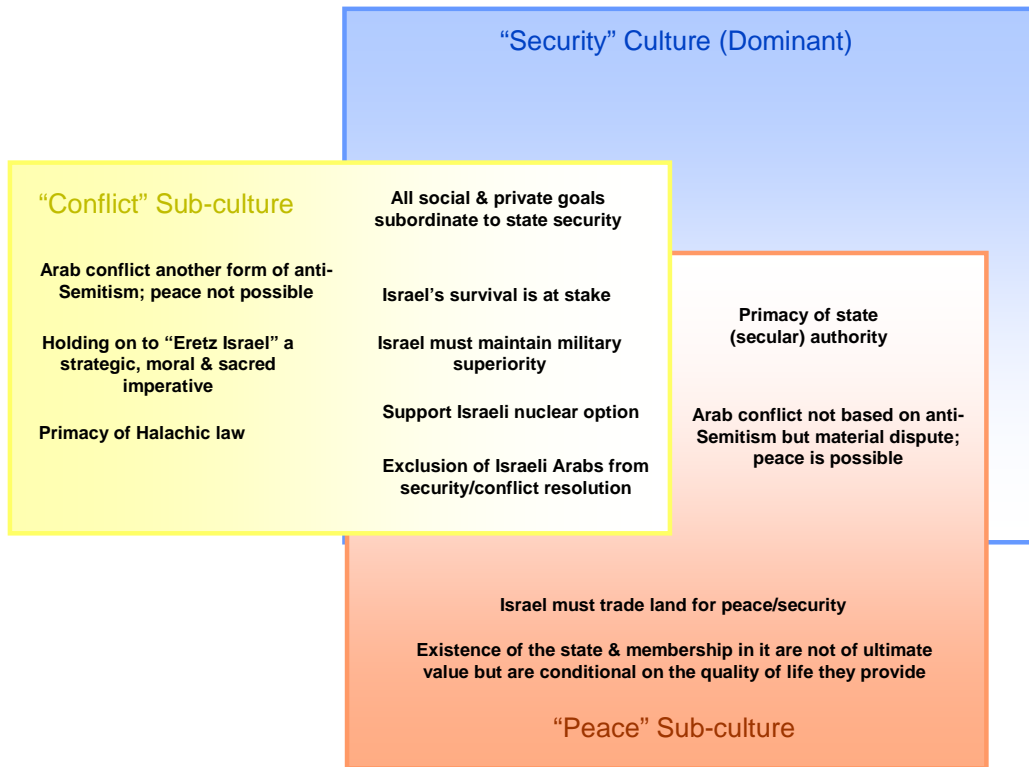 “Security” Culture (Dominant)
“Conflict” Sub-culture
Arab conflict another form of anti-
Semitism; peace not possible
Holding on to “Eretz Israel” a
strategic, moral & sacred
imperative
Primacy of Halachic law
All social & private goals
subordinate to state security
Israel’s survival is at stake
Israel must maintain military
superiority
Support Israeli nuclear option
Exclusion of Israeli Arabs from
security/conflict resolution
Primacy of state
(secular) authority
Arab conflict not based on anti-
Semitism but material dispute;
peace is possible
Israel must trade land for peace/security
Existence of the state & membership in it are not of ultimate
value but are conditional on the quality of life they provide
“Peace” Sub-culture